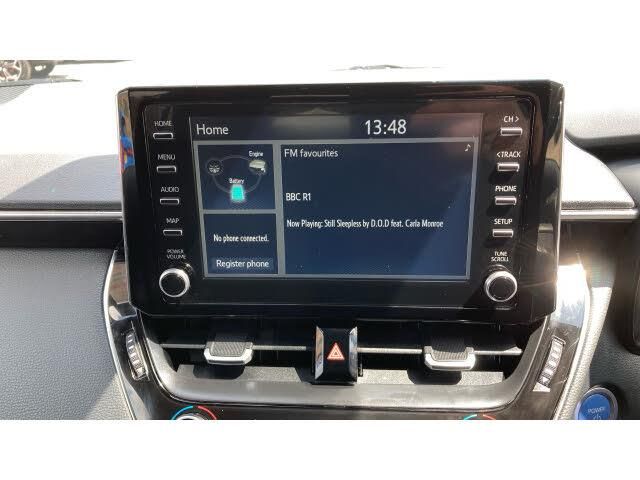 HOME
MENU
AUDIO
MAP
POWER
VOLUME
Home
13:48
Engine
Battery
No phone connected.
Register phone
FM favourites
BBC R1
Now Playing: Still Sleepless by D.O.D feat. Carla Monroe
CH >
< TRACK
PHONE
SETUP
TUNE
SCROLL
POWER